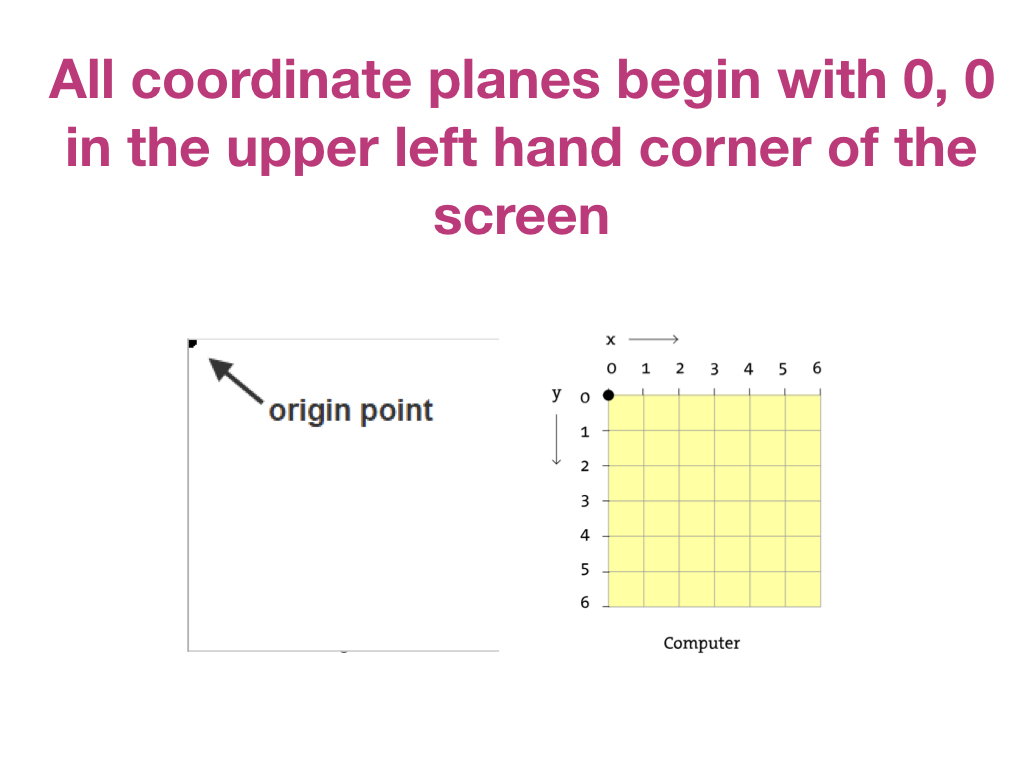 All coordinate planes begin with 0, 0
in the upper left hand corner of the
screen
origin point
x
0 1 2 3 4 5 6
y
0
1
2
3
4
5
6
Computer